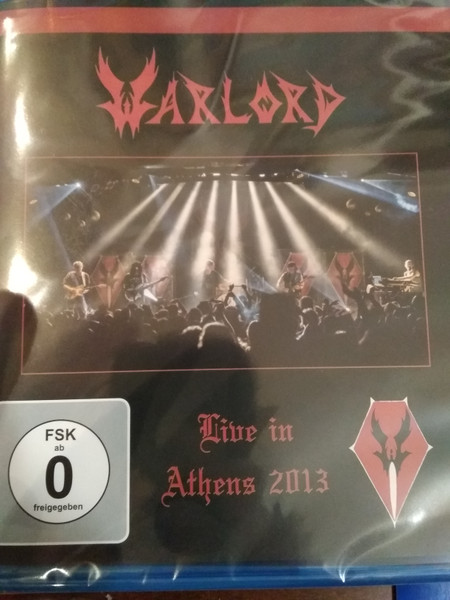 WARLORD
FSK
ab
0
freigegeben
Live in
Athens 2013